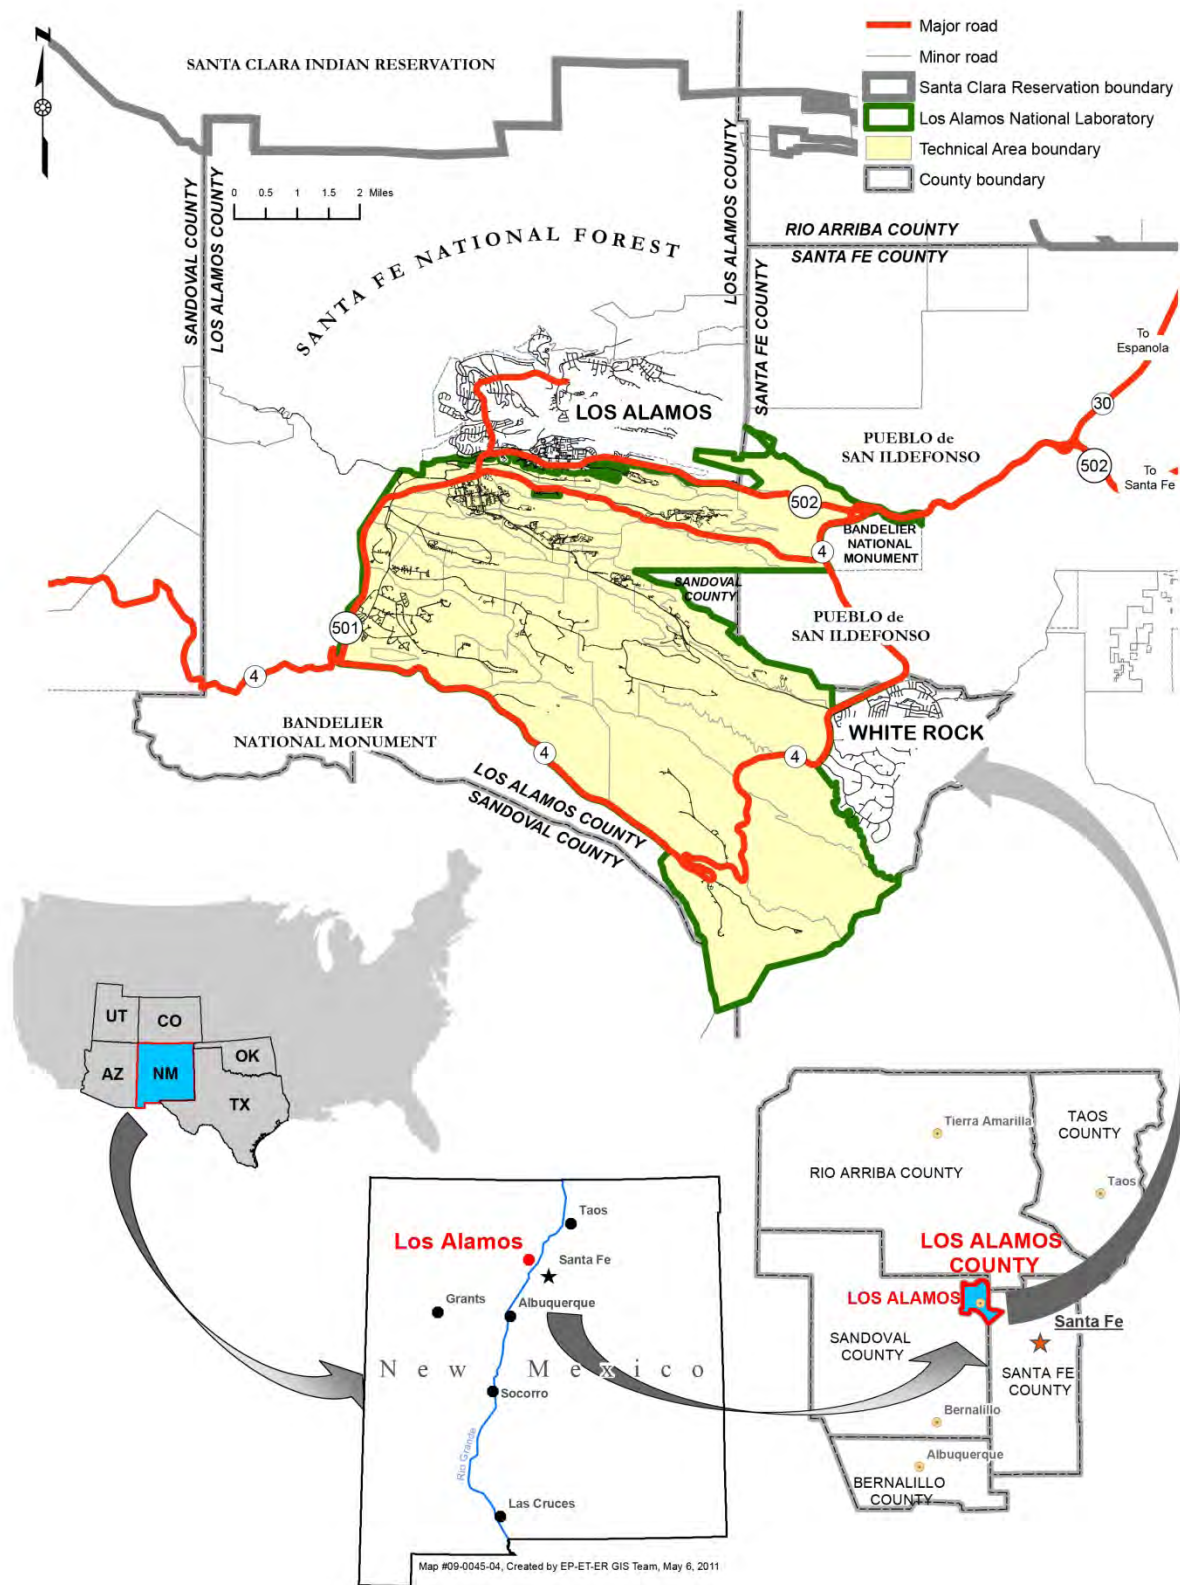 Major road
Minor road
Santa Clara Reservation boundary
Los Alamos National Laboratory
Technical Area boundary
County boundary
Z
SANTA CLARA INDIAN RESERVATION
0 0.5 1 1.5 2 Miles
SANDOVAL COUNTY
LOS ALAMOS COUNTY
LOS ALAMOS COUNTY
SANTA FE COUNTY
RIO ARRIBA COUNTY
SANTA FE COUNTY
SANTA FE NATIONAL FOREST
To
Espanola
30
LOS ALAMOS
PUEBLO de
SAN ILDEFONSO
502
To
Santa Fe
502
BANDELIER
NATIONAL
MONUMENT
4
SANDOVAL
COUNTY
PUEBLO de
SAN ILDEFONSO
501
4
BANDELIER
NATIONAL MONUMENT
4
4
WHITE ROCK
LOS ALAMOS COUNTY
SANDOVAL COUNTY
UT
CO
AZ
NM
OK
TX
Taos
Los Alamos
Santa Fe
Grants
Albuquerque
New Mexico
Socorro
Rio Grande
Las Cruces
Map #09-0045-04, Created by EP-ET-ER GIS Team, May 6, 2011
Tierra Amarilla
TAOS
COUNTY
RIO ARRIBA COUNTY
Taos
LOS ALAMOS
COUNTY
LOS ALAMOS
Santa Fe
SANDOVAL
COUNTY
SANTA FE
COUNTY
Bernalillo
Albuquerque
BERNALILLO
COUNTY